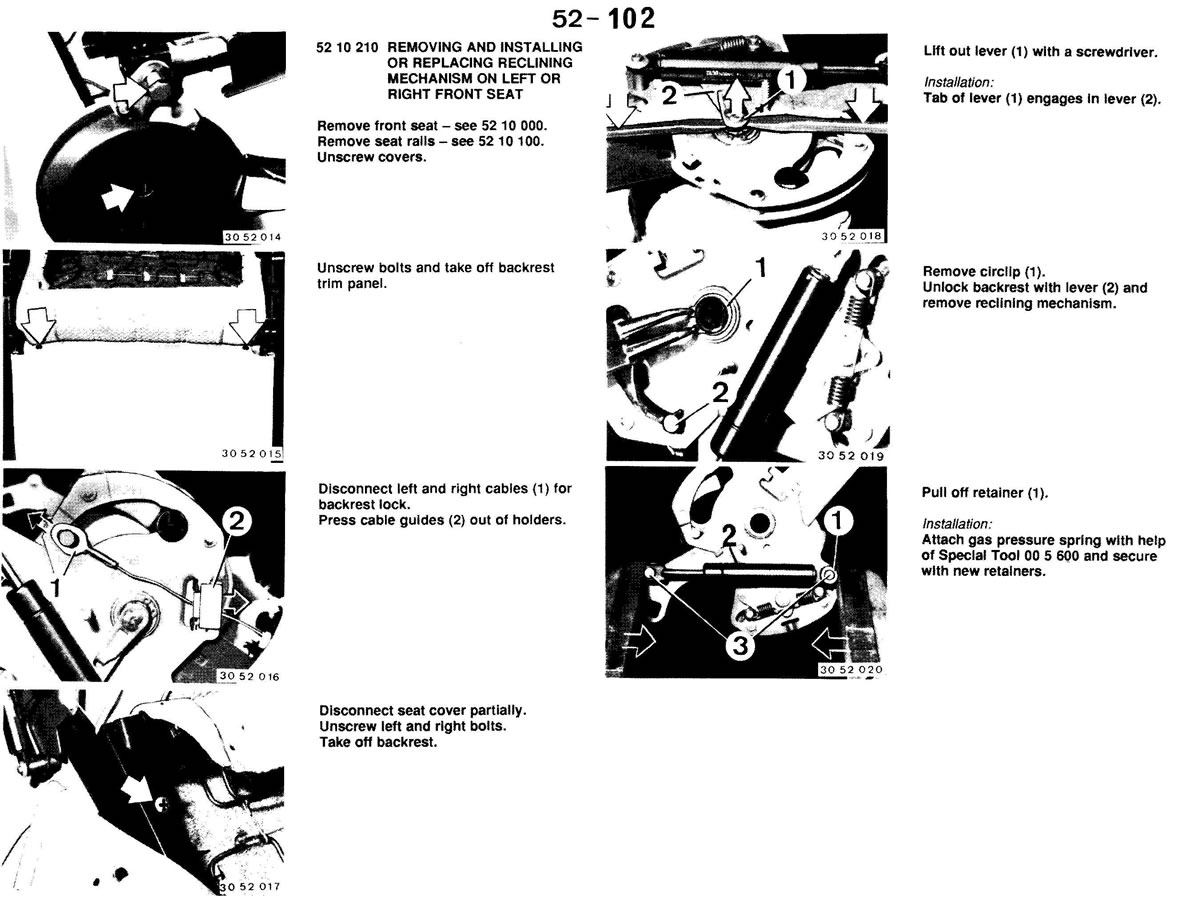 52-102
52 10 210 REMOVING AND INSTALLING
OR REPLACING RECLINING
MECHANISM ON LEFT OR
RIGHT FRONT SEAT
Remove front seat – see 52 10 000.
Remove seat rails – see 52 10 100.
Unscrew covers.
30 52 014
Unscrew bolts and take off backrest
trim panel.
30 52 015
Disconnect left and right cables (1) for
backrest lock.
Press cable guides (2) out of holders.
1
2
30 52 016
Disconnect seat cover partially.
Unscrew left and right bolts.
Take off backrest.
30 52 017
Lift out lever (1) with a screwdriver.
Installation:
Tab of lever (1) engages in lever (2).
2
1
30 52 018
Remove circlip (1).
Unlock backrest with lever (2) and
remove reclining mechanism.
1
2
30 52 019
Pull off retainer (1).
Installation:
Attach gas pressure spring with help
of Special Tool 00 5 600 and secure
with new retainers.
2
1
3
30 52 020